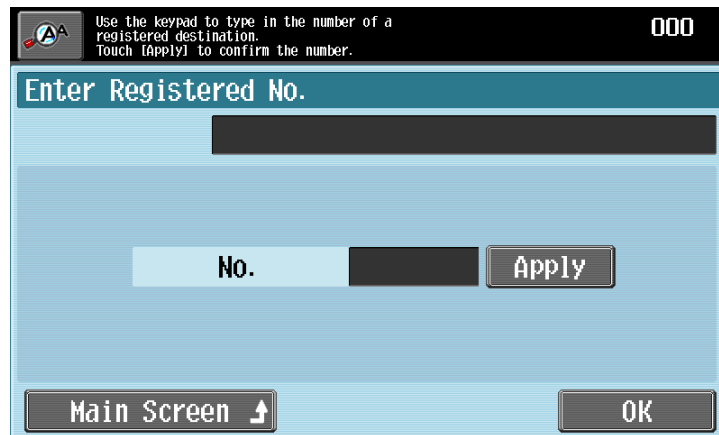 Use the keypad to type in the number of a
registered destination.
Touch [Apply] to confirm the number.
000
AA
Enter Registered No.
No.
Apply
Main Screen
OK